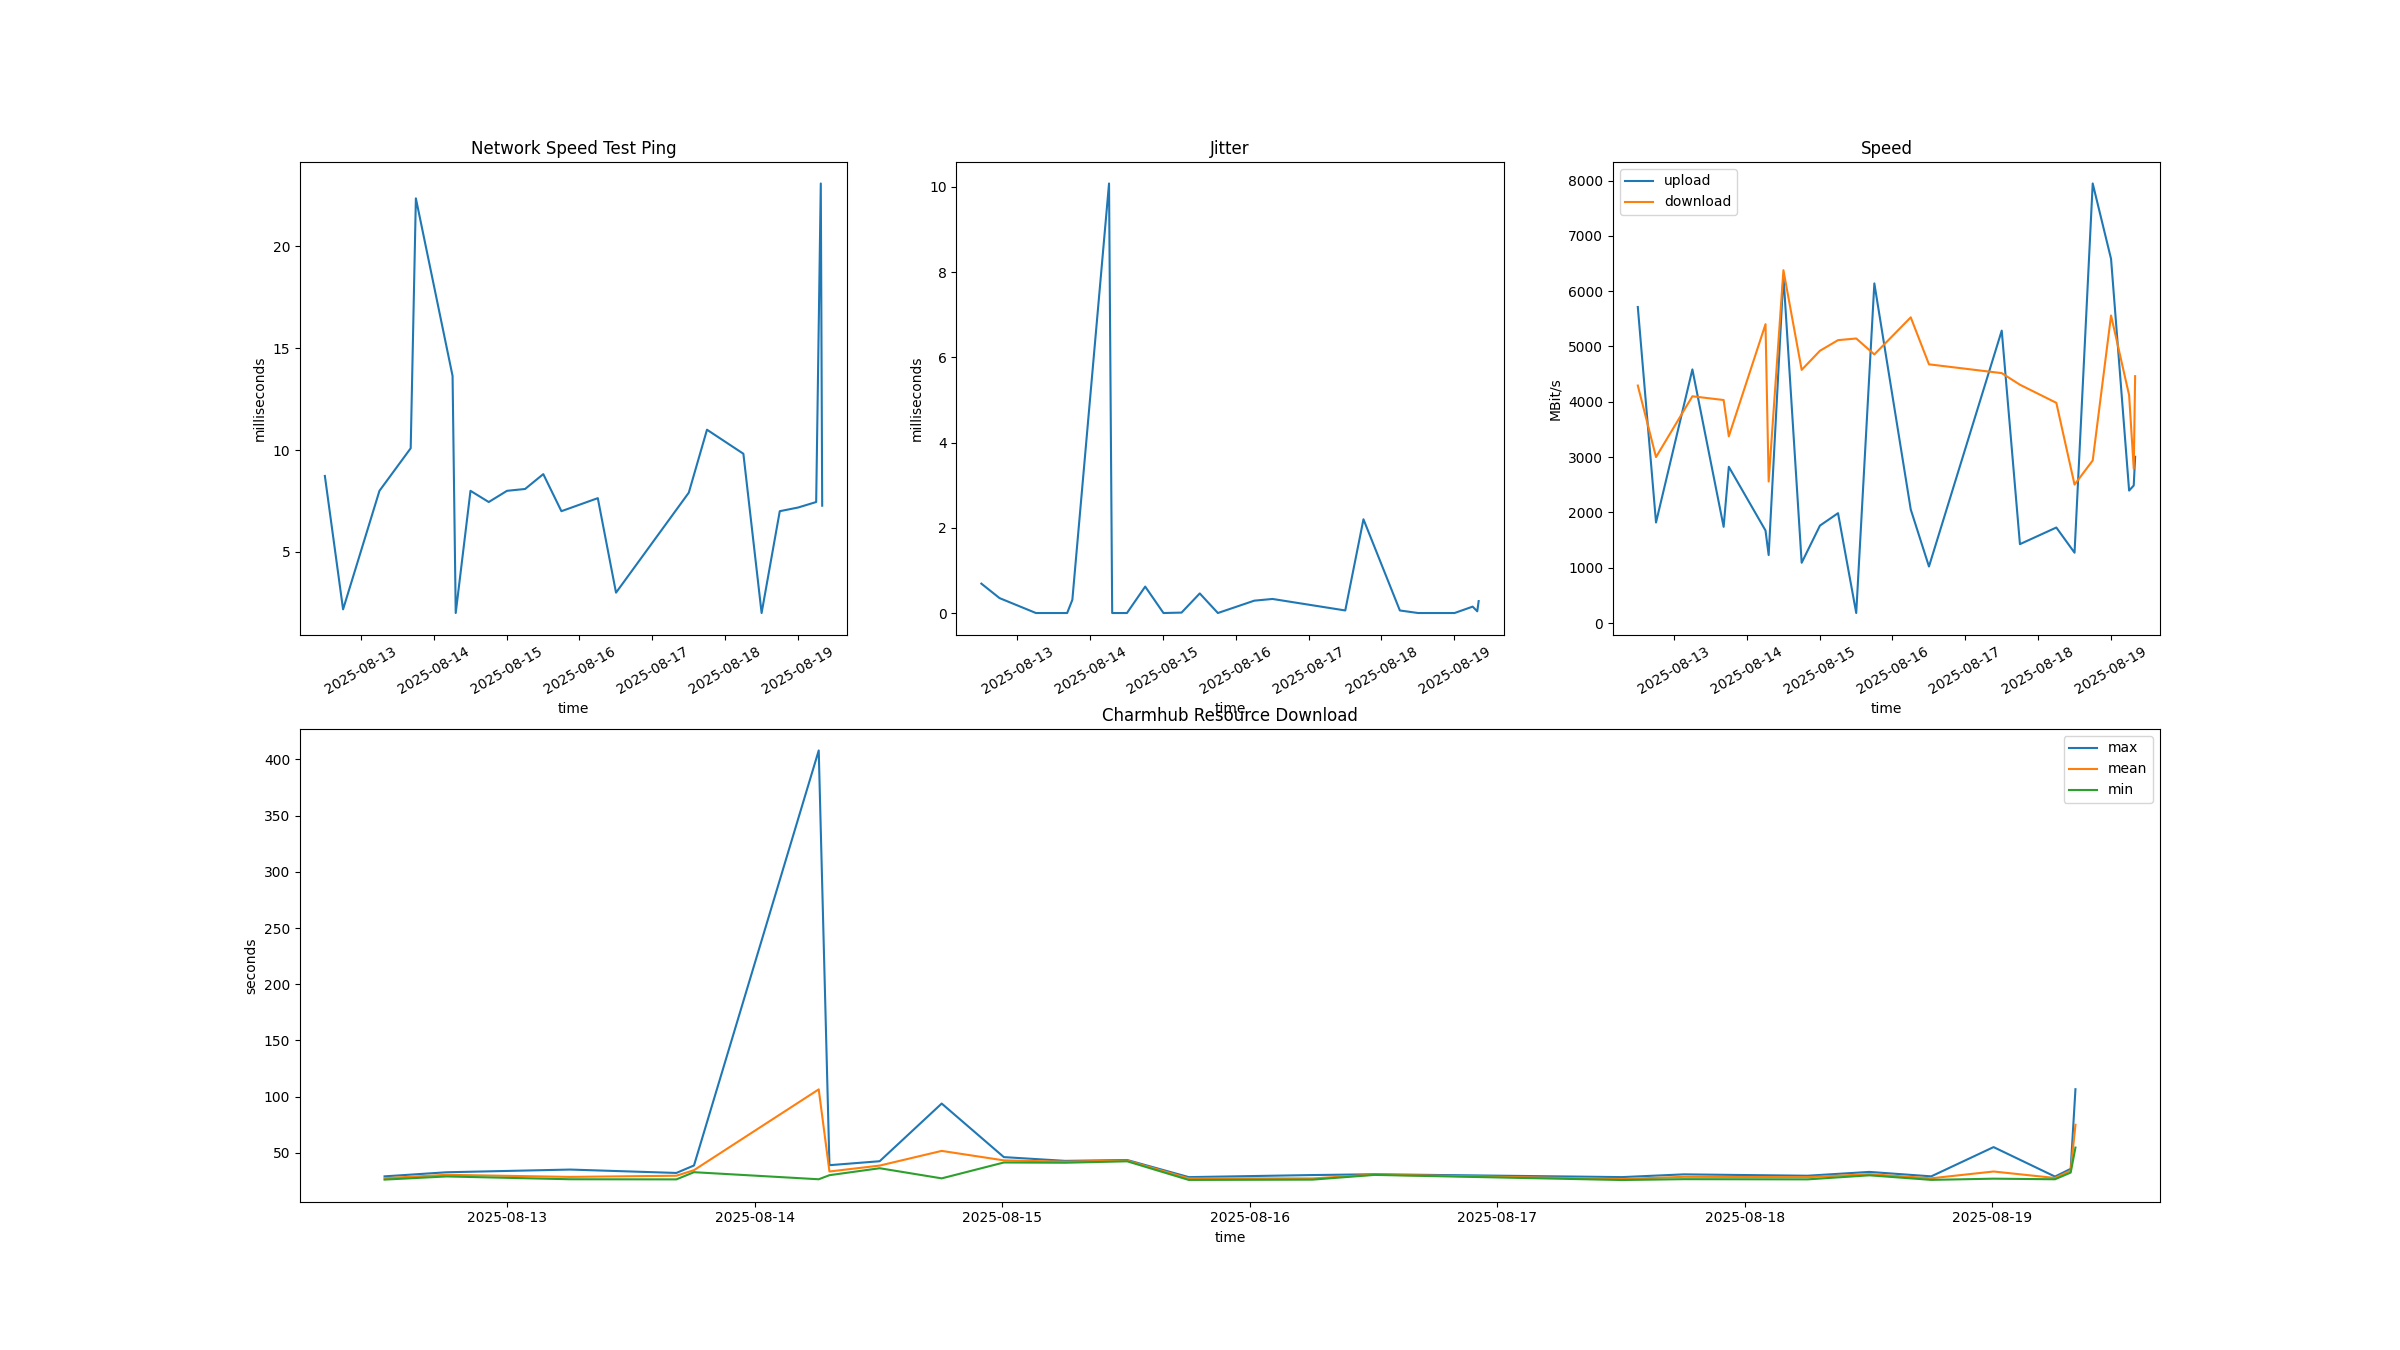 Network Speed Test Ping
milliseconds
20
15
10
5
2025-08-13 2025-08-14 2025-08-15 2025-08-16 2025-08-17 2025-08-18 2025-08-19
time
Jitter
milliseconds
10
8
6
4
2
0
2025-08-13 2025-08-14 2025-08-15 2025-08-16 2025-08-17 2025-08-18 2025-08-19
time
Speed
upload
download
MBit/s
8000
7000
6000
5000
4000
3000
2000
1000
0
2025-08-13 2025-08-14 2025-08-15 2025-08-16 2025-08-17 2025-08-18 2025-08-19
time
Charmhub Resource Download
max
mean
min
seconds
400
350
300
250
200
150
100
50
2025-08-13 2025-08-14 2025-08-15 2025-08-16 2025-08-17 2025-08-18 2025-08-19
time